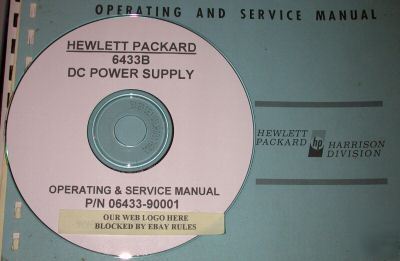 OPERATING AND SERVICE MANUAL
HEWLETT PACKARD
6433B
DC POWER SUPPLY
HEWLETT
PACKARD
hp
HARRISON
DIVISION
OPERATING & SERVICE MANUAL
P/N 06433-90001
OUR WEB LOGO HERE
BLOCKED BY EBAY RULES